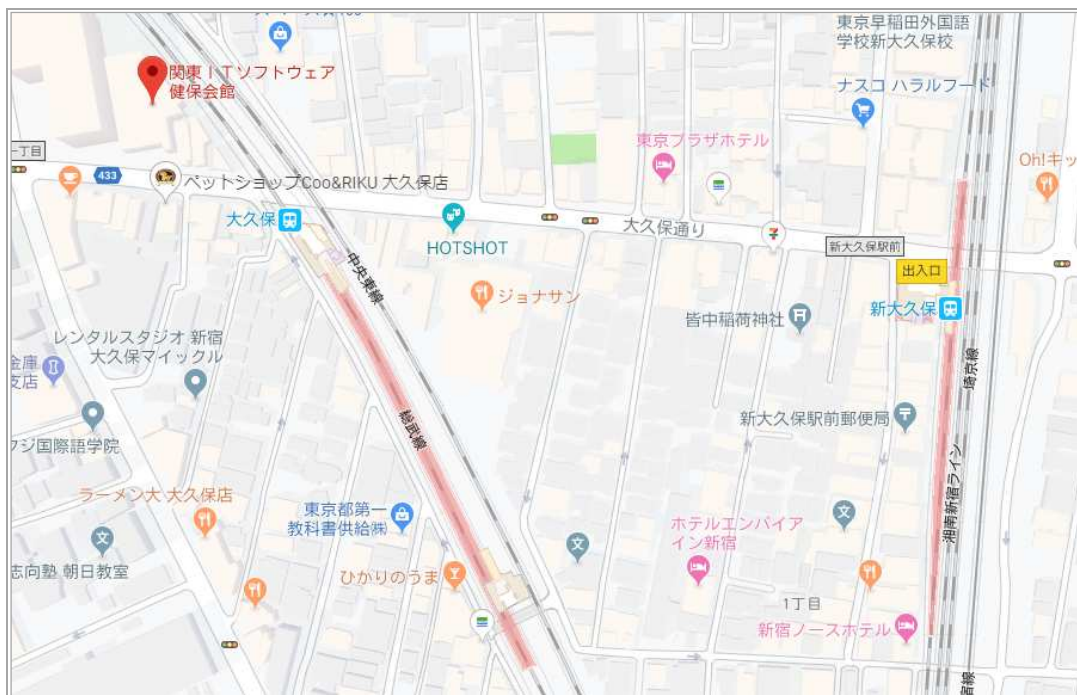 東京早稲田外国語
学校新大久保校
関東ITソフトウェア
健保会館
ナスコ ハラルフード
東京プラザホテル
一丁目
Oh!キッ
433
ペットショップCoo&RIKU 大久保店
大久保
HOTSHOT
大久保通り
新大久保駅前
出入口
中央東線
ジョナサン
皆中稲荷神社
新大久保
レンタルスタジオ 新宿
大久保マイックル
金庫
支店
埼京線
総武線
新大久保駅前郵便局
フジ国際語学院
ラーメン大 大久保店
東京都第一
教科書供給㈱
湘南新宿ライン
ホテルエンパイア
イン新宿
志向塾 朝日教室
ひかりのうま
1丁目
新宿ノースホテル
宿線